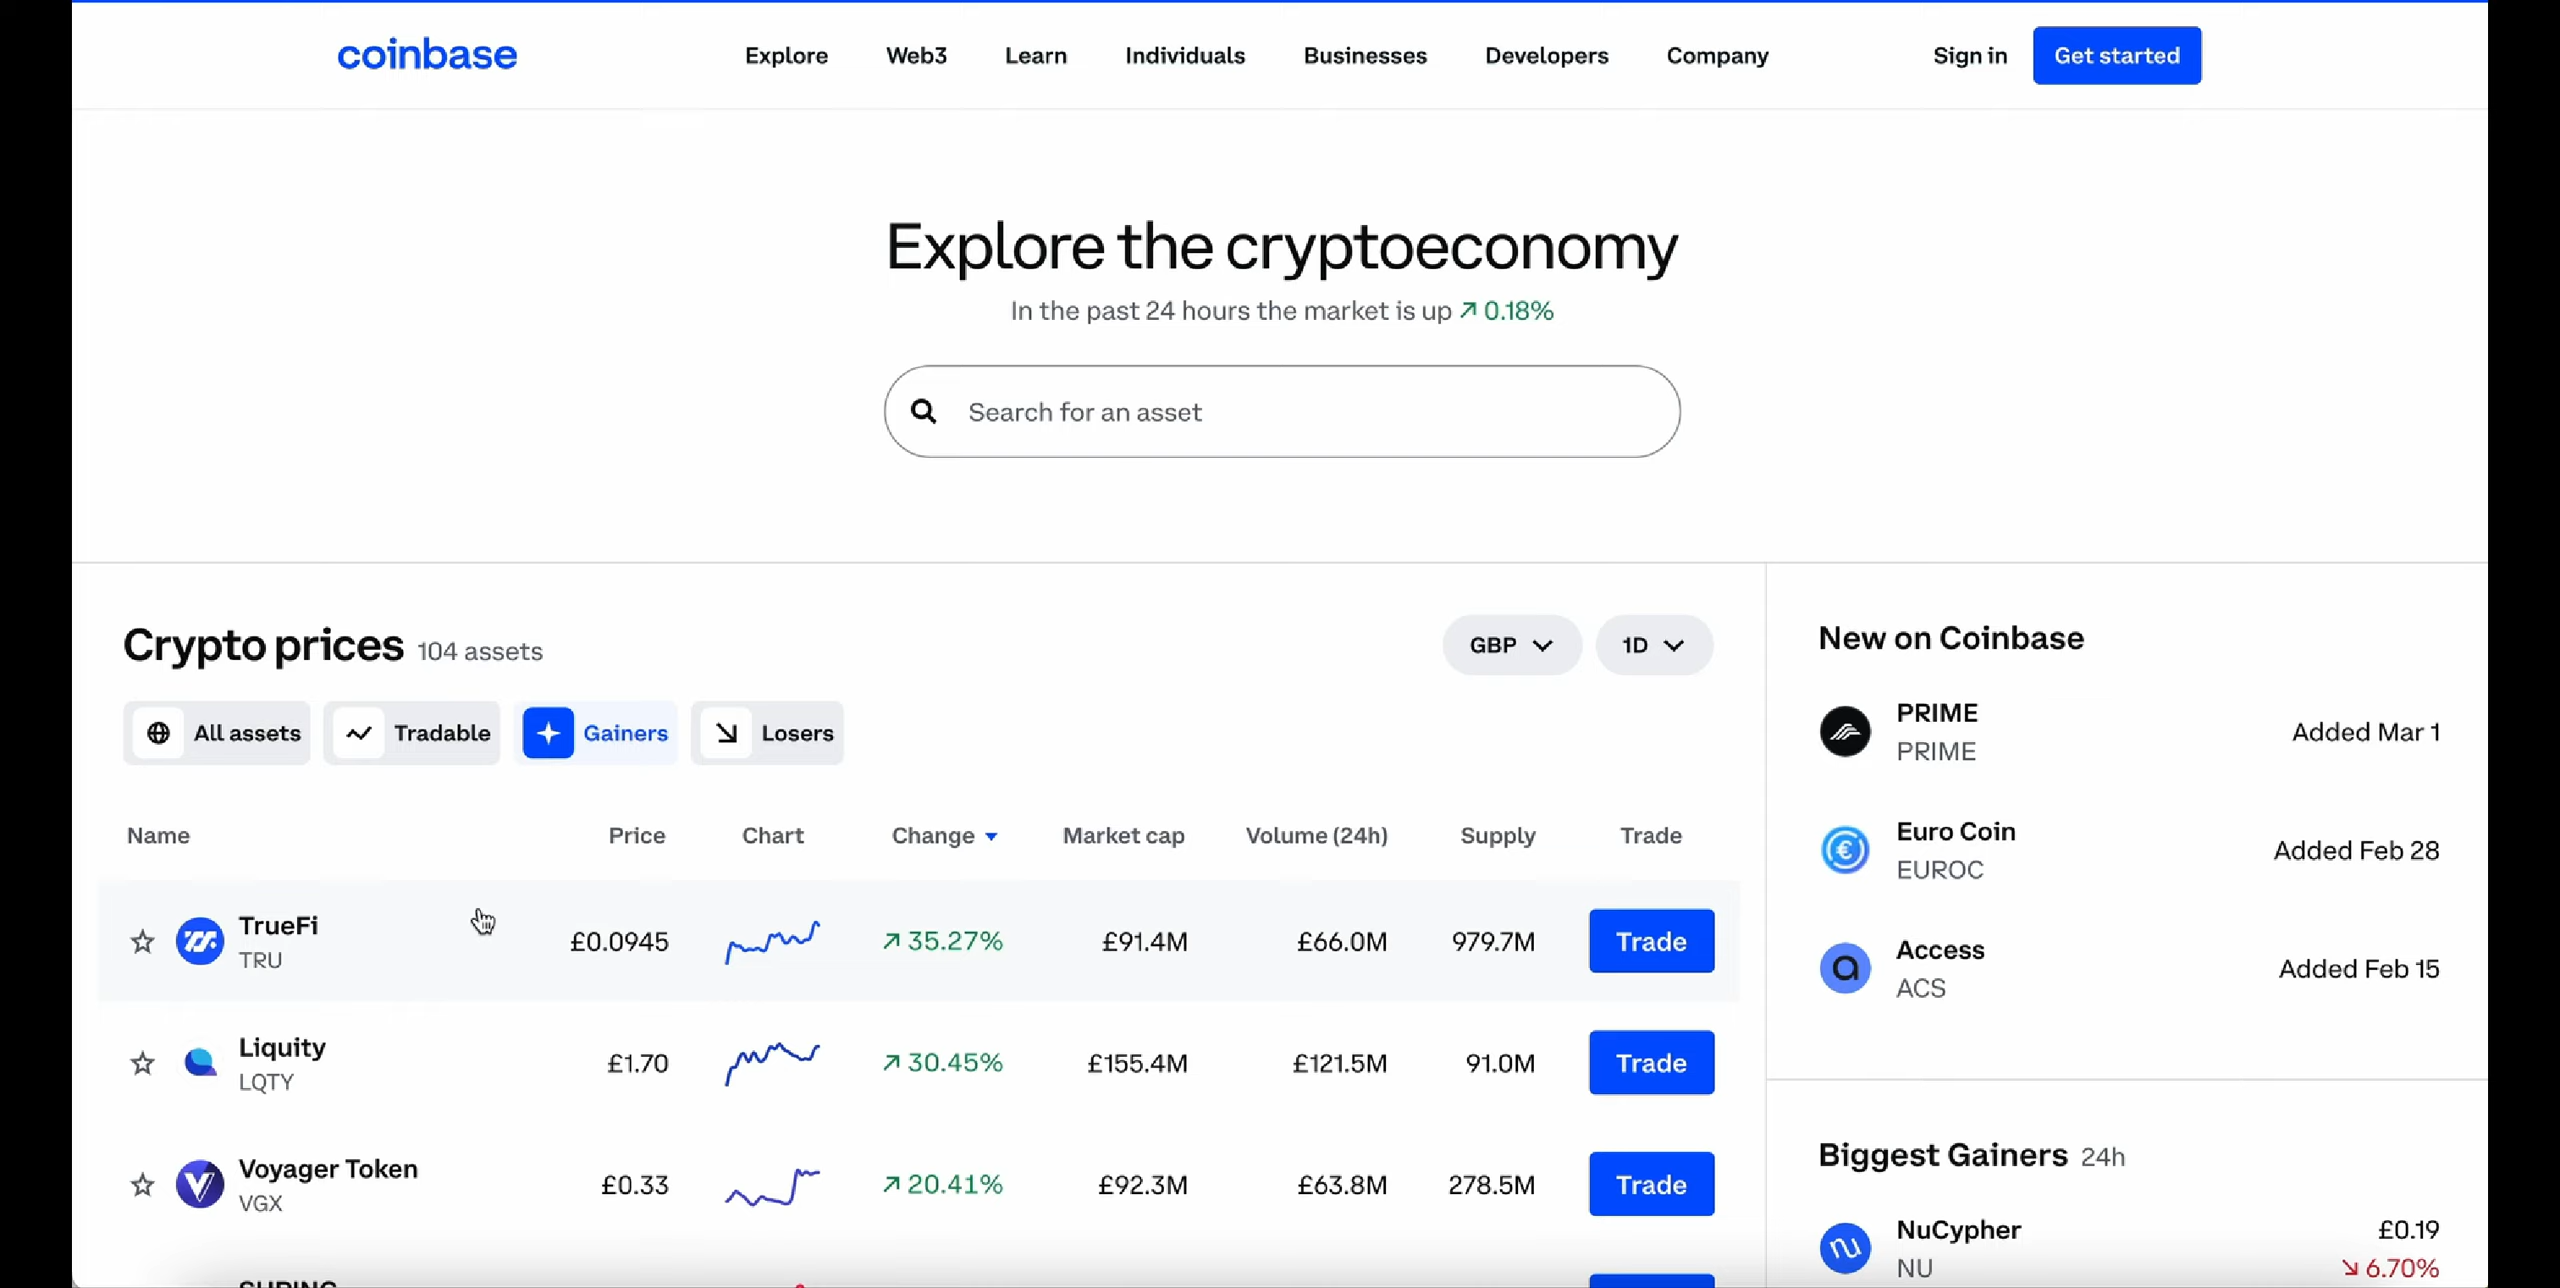 coinbase
Explore Web3 Learn Individuals Businesses Developers Company Sign in Get started
Explore the cryptoeconomy
In the past 24 hours the market is up ↗ 0.18%
Search for an asset
Crypto prices 104 assets
GBP 1D
All assets Tradable Gainers Losers
Name Price Chart Change Market cap Volume (24h) Supply Trade
TrueFi
TRU
£0.0945 ↗ 35.27% £91.4M £66.0M 979.7M Trade
Liquity
LQTY
£1.70 ↗ 30.45% £155.4M £121.5M 91.0M Trade
Voyager Token
VGX
£0.33 ↗ 20.41% £92.3M £63.8M 278.5M Trade
New on Coinbase
PRIME
PRIME
Added Mar 1
Euro Coin
EUROC
Added Feb 28
Access
ACS
Added Feb 15
Biggest Gainers 24h
NuCypher
NU
£0.19
↘ 6.70%